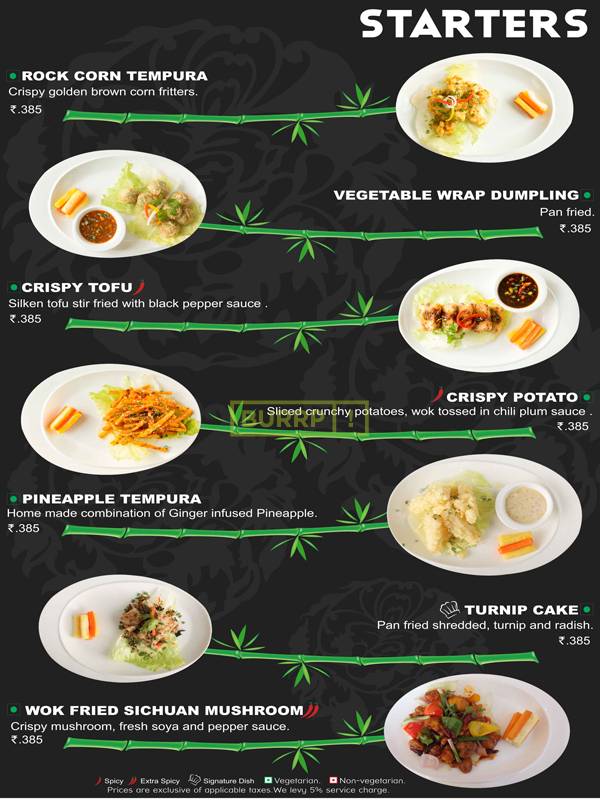 STARTERS
ROCK CORN TEMPURA
Crispy golden brown corn fritters.
₹.385
VEGETABLE WRAP DUMPLING
Pan fried.
₹.385
CRISPY TOFU
Silken tofu stir fried with black pepper sauce .
₹.385
CRISPY POTATO
Sliced crunchy potatoes, wok tossed in chili plum sauce .
₹.385
BURRP !
PINEAPPLE TEMPURA
Home made combination of Ginger infused Pineapple.
₹.385
TURNIP CAKE
Pan fried shredded, turnip and radish.
₹.385
WOK FRIED SICHUAN MUSHROOM
Crispy mushroom, fresh soya and pepper sauce.
₹.385
Spicy Extra Spicy Signature Dish Vegetarian. Non-vegetarian.
Prices are exclusive of applicable taxes.We levy 5% service charge.